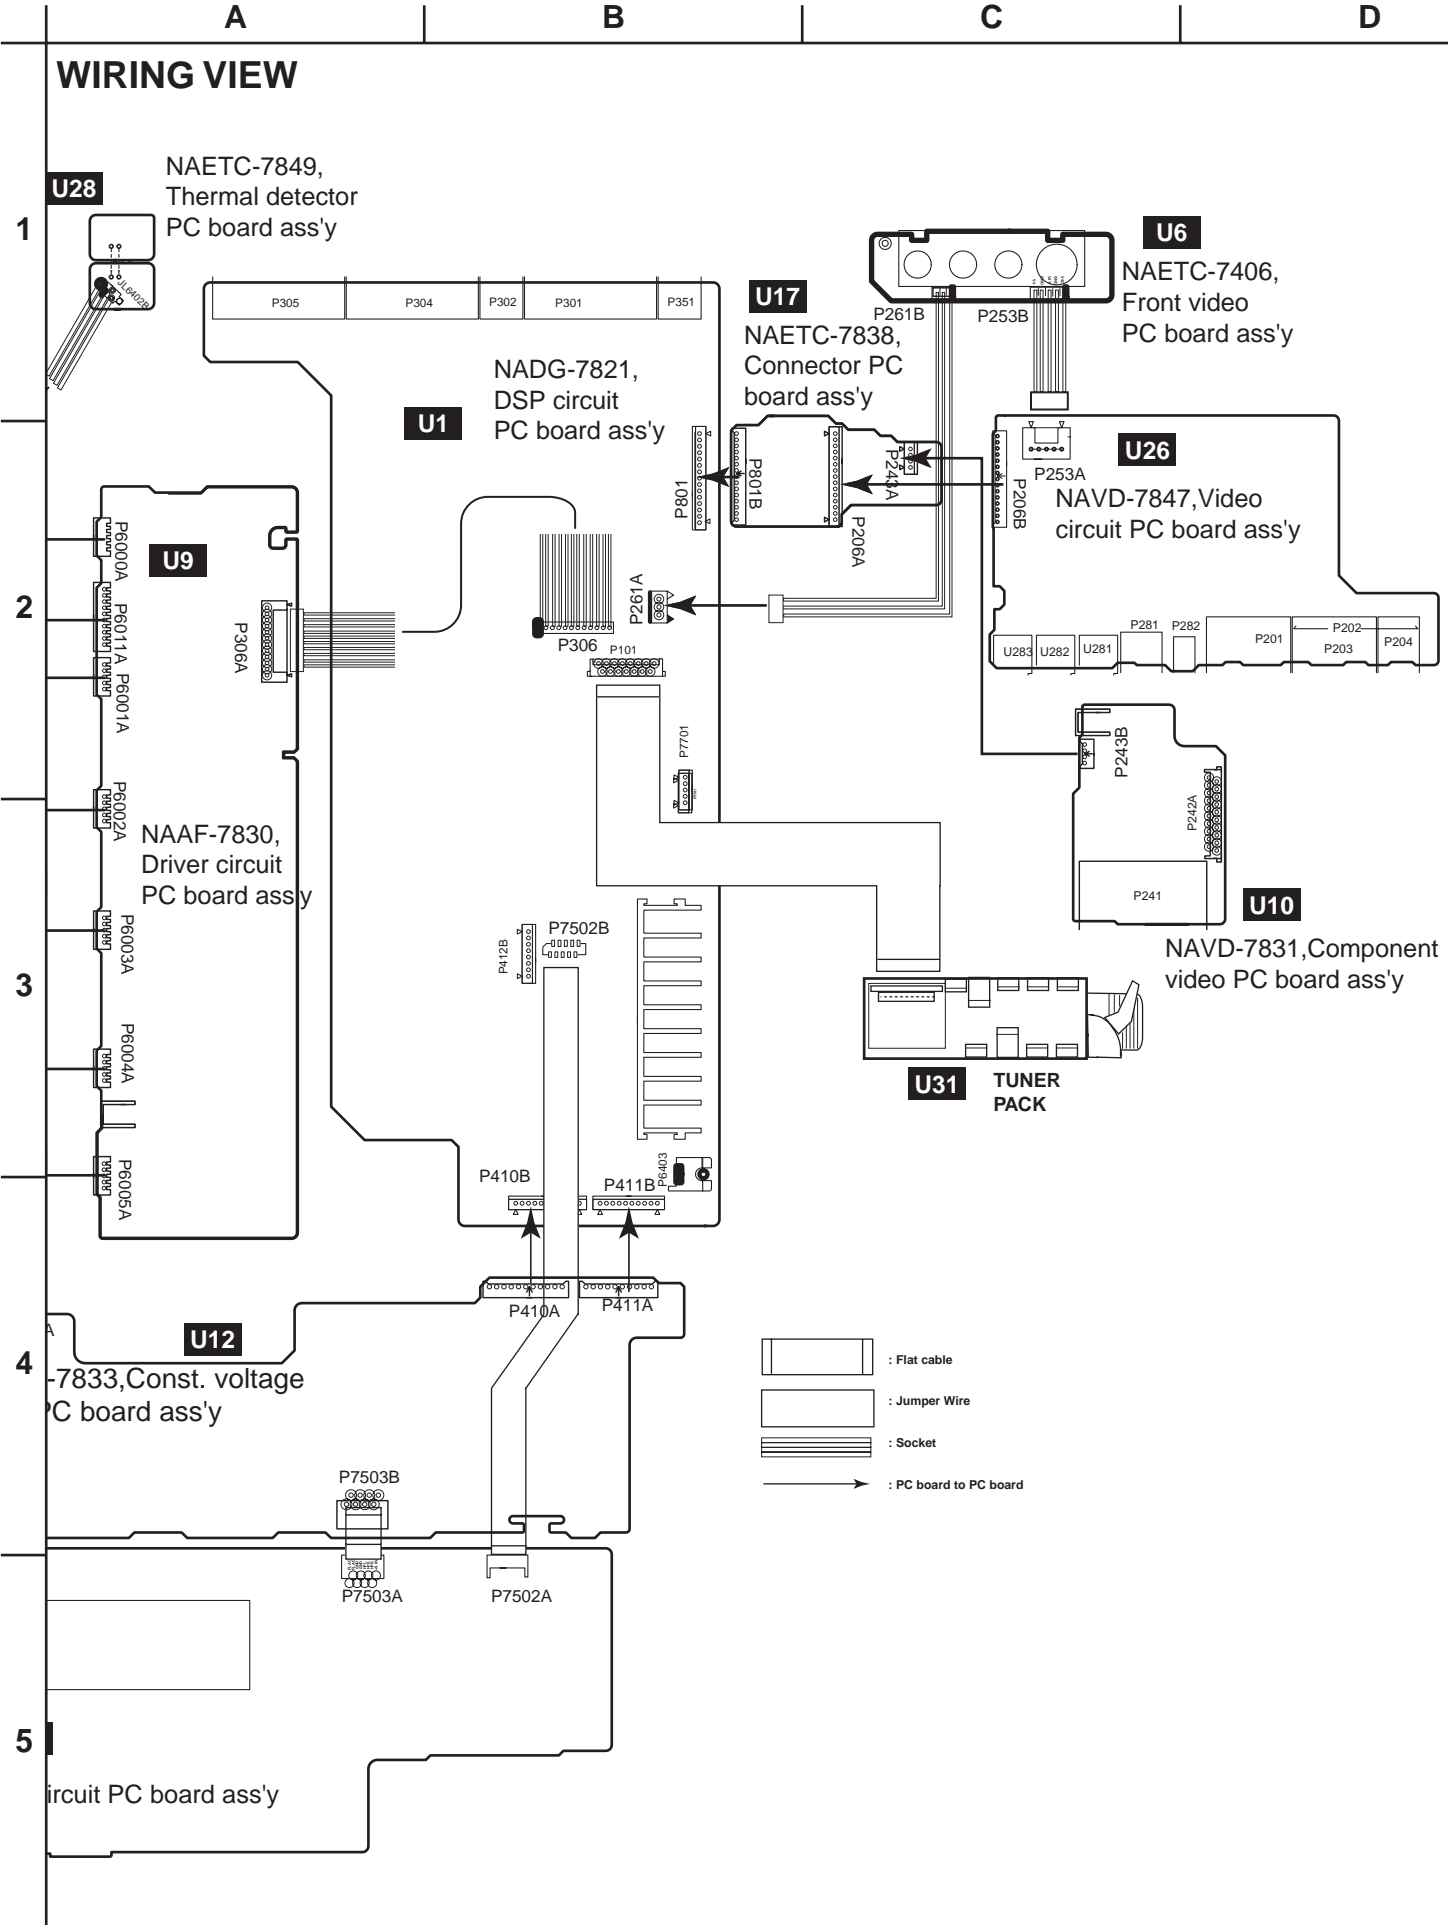 A
B
C
D
WIRING VIEW
1
U28
NAETC-7849,
Thermal detector
PC board ass'y
JL6402B
P305
P304
P302
P301
P351
U17
NAETC-7838,
Connector PC
board ass'y
P261B
P253B
U6
NAETC-7406,
Front video
PC board ass'y
U1
NADG-7821,
DSP circuit
PC board ass'y
P801
P801B
P206A
P243A
P206B
P253A
U26
NAVD-7847,Video
circuit PC board ass'y
2
U9
P6000A
P6011A
P6001A
P306A
P306
P261A
P101
U283
U282
U281
P281
P282
P201
P202
P203
P204
P7701
P243B
P242A
P241
U10
NAVD-7831,Component
video PC board ass'y
P6002A
NAAF-7830,
Driver circuit
PC board ass'y
3
P6003A
P412B
P7502B
P6004A
U31
TUNER
PACK
P6005A
P410B
P411B
P6403
P410A
P411A
4
A
U12
-7833,Const. voltage
PC board ass'y
: Flat cable
: Jumper Wire
: Socket
: PC board to PC board
P7503B
P7503A
P7502A
5
ircuit PC board ass'y